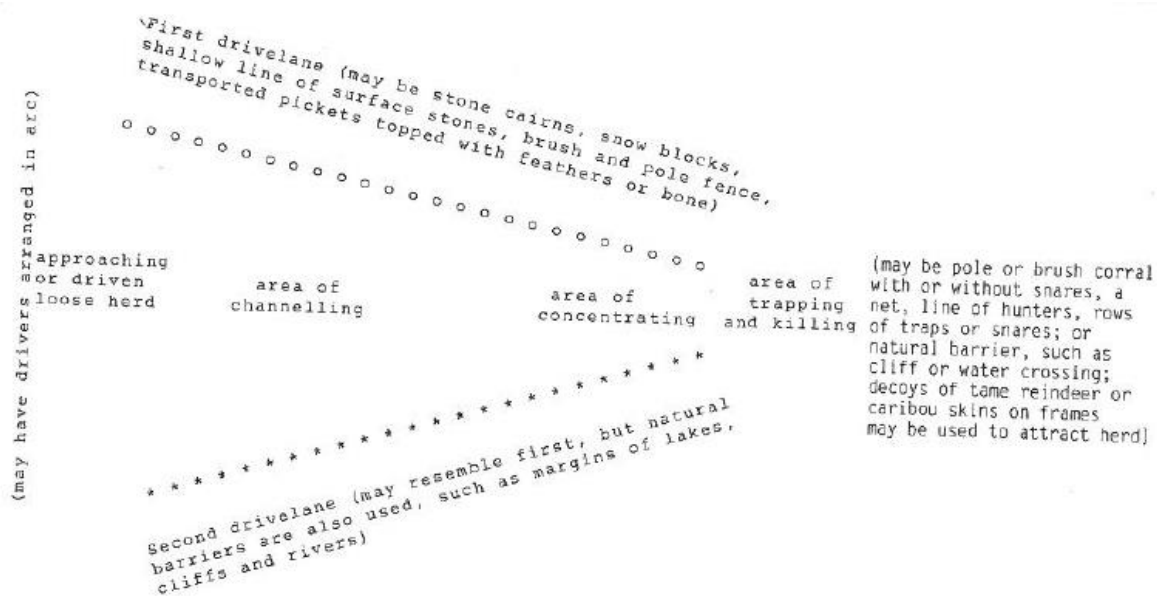 First drivelane (may be stone cairns, snow blocks,
shallow line of surface stones, brush and pole fence,
transported pickets topped with feathers or bone)
(may have drivers arranged in arc)
approaching
or driven
loose herd
area of
channelling
area of
concentrating
area of
trapping
and killing
(may be pole or brush corral
with or without snares, a
net, line of hunters, rows
of traps or snares; or
natural barrier, such as
cliff or water crossing;
decoys of tame reindeer or
caribou skins on frames
may be used to attract herd)
Second drivelane (may resemble first, but natural
barriers are also used, such as margins of lakes,
cliffs and rivers)